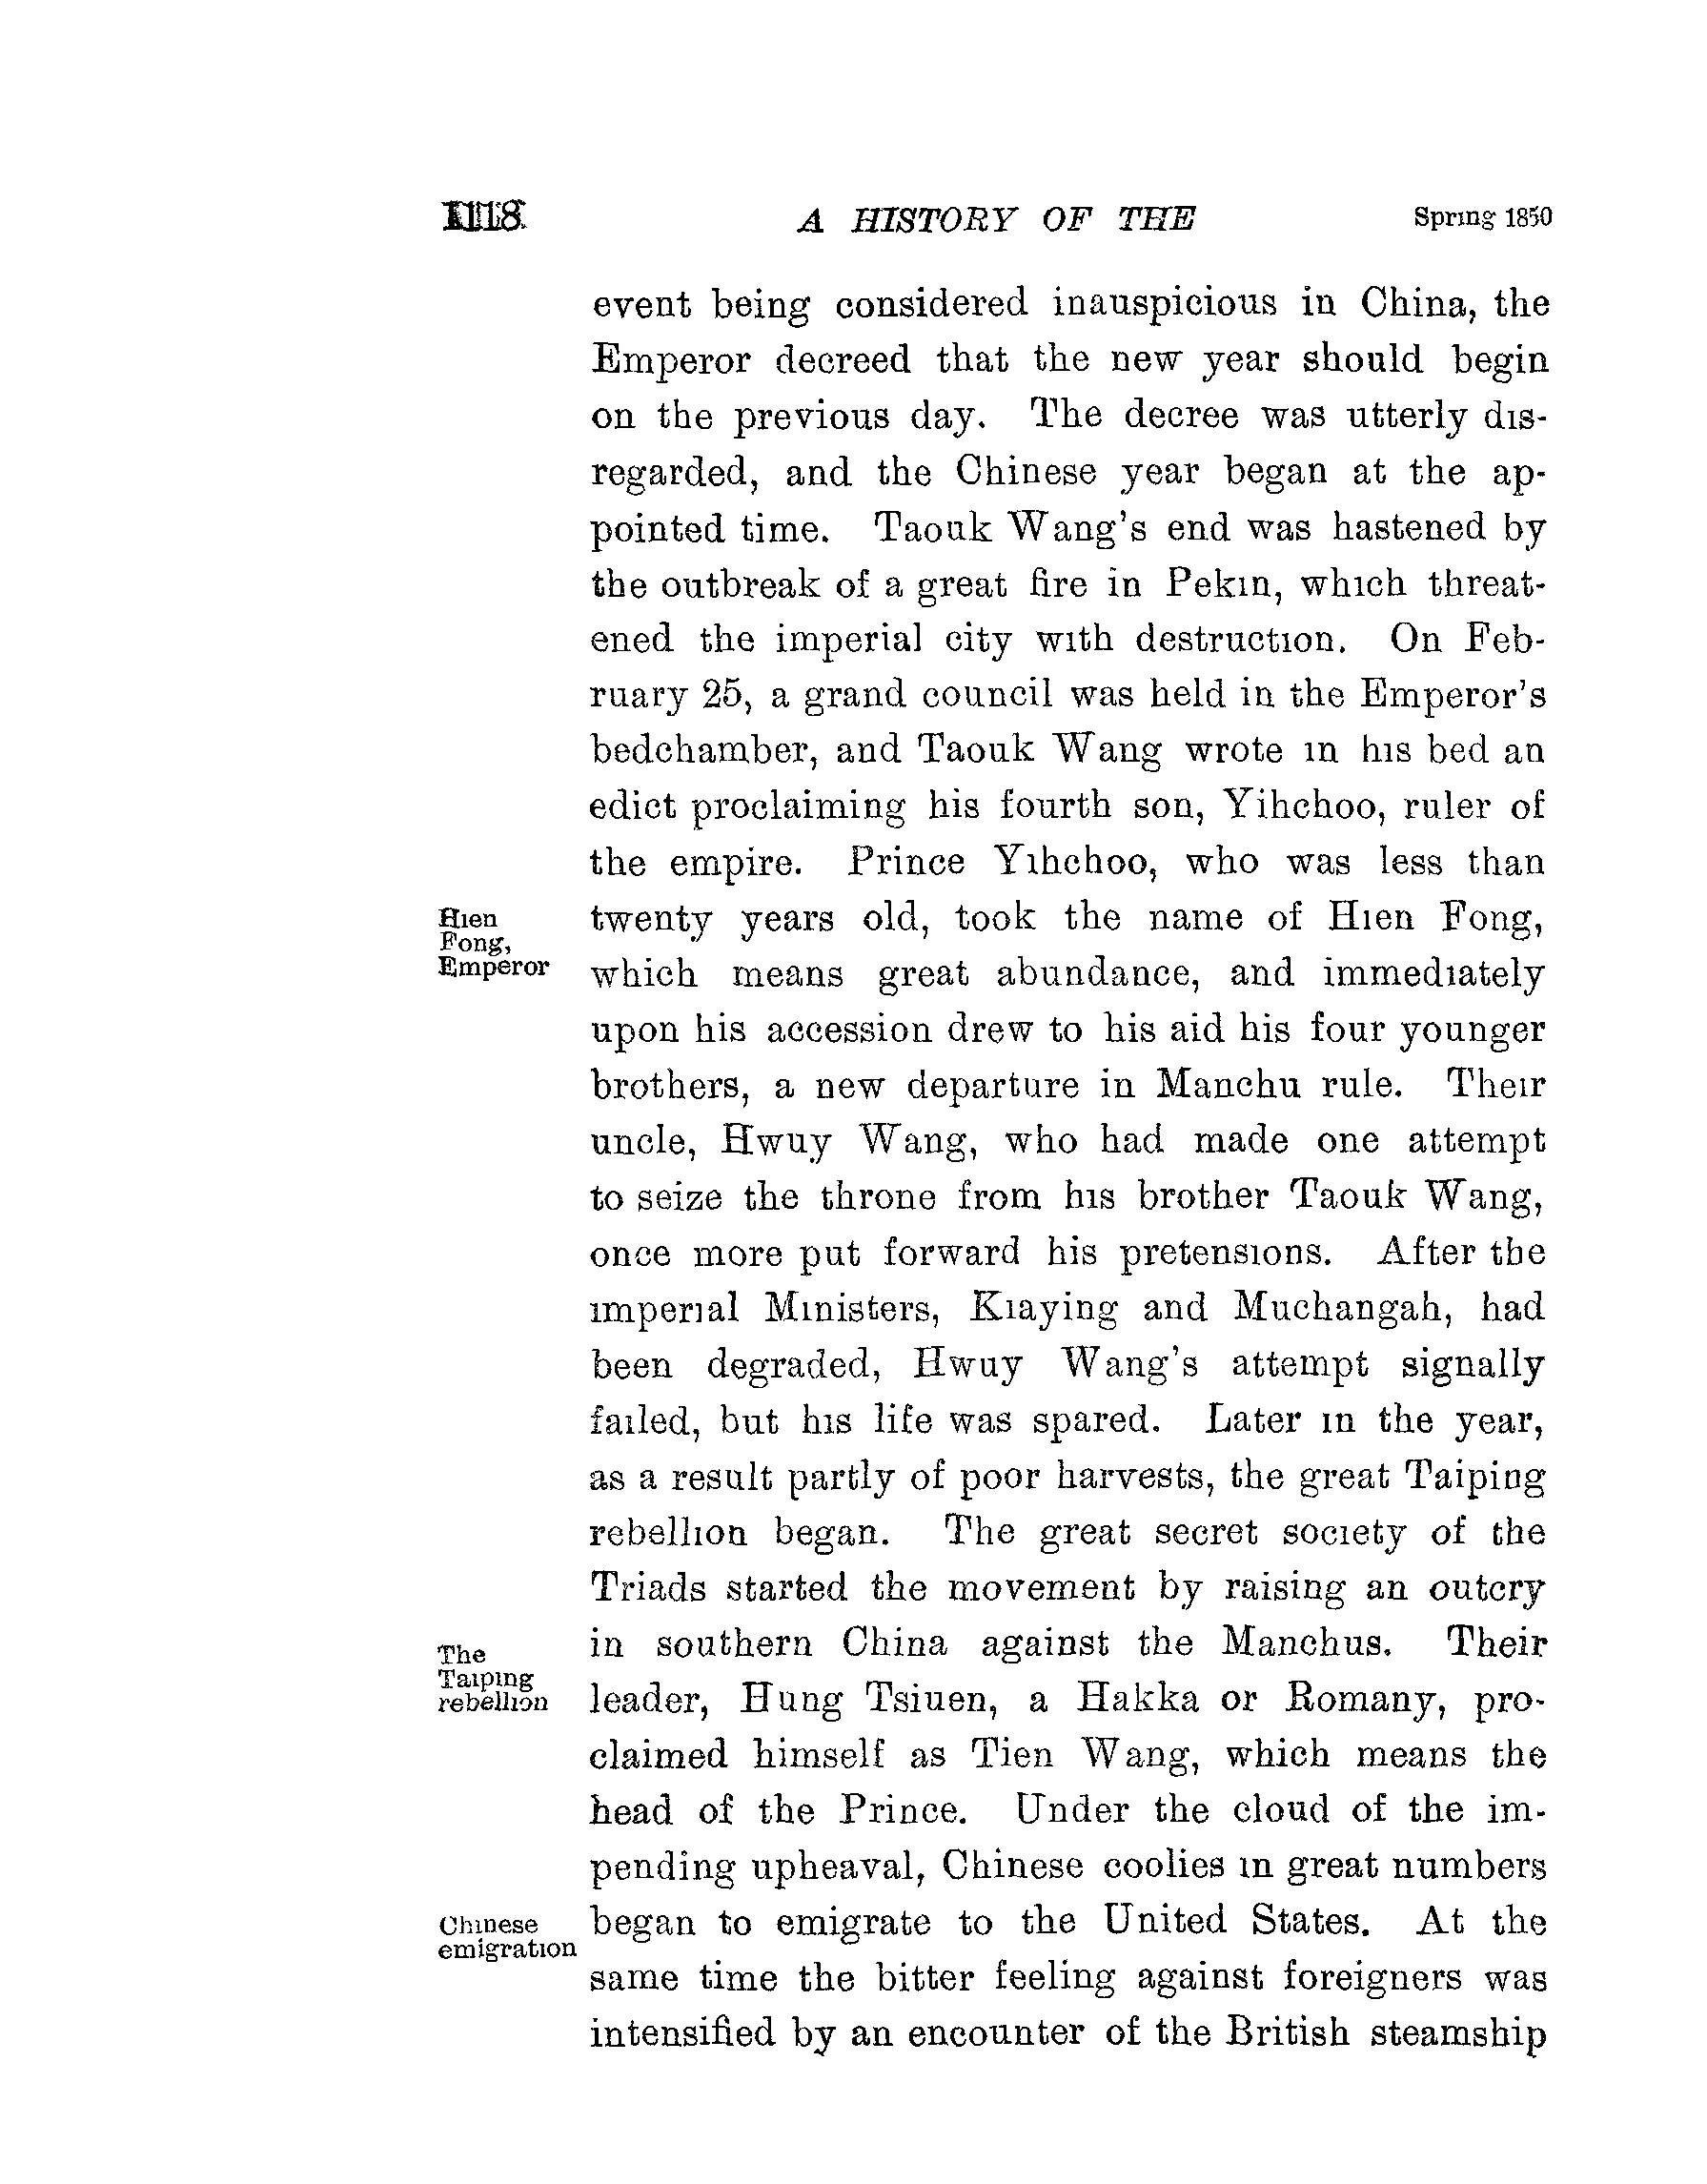 1118 A HISTORY OF THE Spring 1850
event being considered inauspicious in China, the
Emperor decreed that the new year should begin
on the previous day. The decree was utterly dis-
regarded, and the Chinese year began at the ap-
pointed time. Taouk Wang's end was hastened by
the outbreak of a great fire in Pekin, which threat-
ened the imperial city with destruction. On Feb-
ruary 25, a grand council was held in the Emperor's
bedchamber, and Taouk Wang wrote in his bed an
edict proclaiming his fourth son, Yihchoo, ruler of
the empire. Prince Yihchoo, who was less than
Hien
Fong,
Emperor
twenty years old, took the name of Hien Fong,
which means great abundance, and immediately
upon his accession drew to his aid his four younger
brothers, a new departure in Manchu rule. Their
uncle, Hwuy Wang, who had made one attempt
to seize the throne from his brother Taouk Wang,
once more put forward his pretensions. After the
imperial Ministers, Kiaying and Muchangah, had
been degraded, Hwuy Wang's attempt signally
failed, but his life was spared. Later in the year,
as a result partly of poor harvests, the great Taiping
rebellion began. The great secret society of the
Triads started the movement by raising an outcry
The
Taiping
rebellion
in southern China against the Manchus. Their
leader, Hung Tsiuen, a Hakka or Romany, pro-
claimed himself as Tien Wang, which means the
head of the Prince. Under the cloud of the im-
pending upheaval, Chinese coolies in great numbers
Chinese
emigration
began to emigrate to the United States. At the
same time the bitter feeling against foreigners was
intensified by an encounter of the British steamship